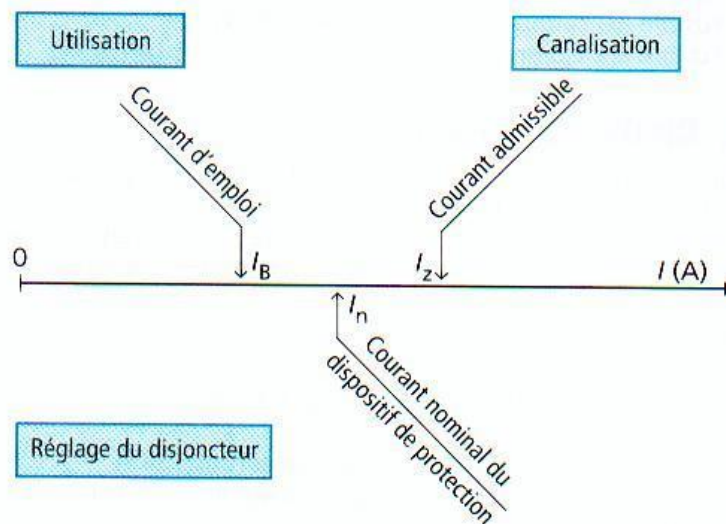 Utilisation
Canalisation
Courant d'emploi
Courant admissible
0
I_B
I_z
I (A)
I_n
Courant nominal du
dispositif de protection
Réglage du disjoncteur